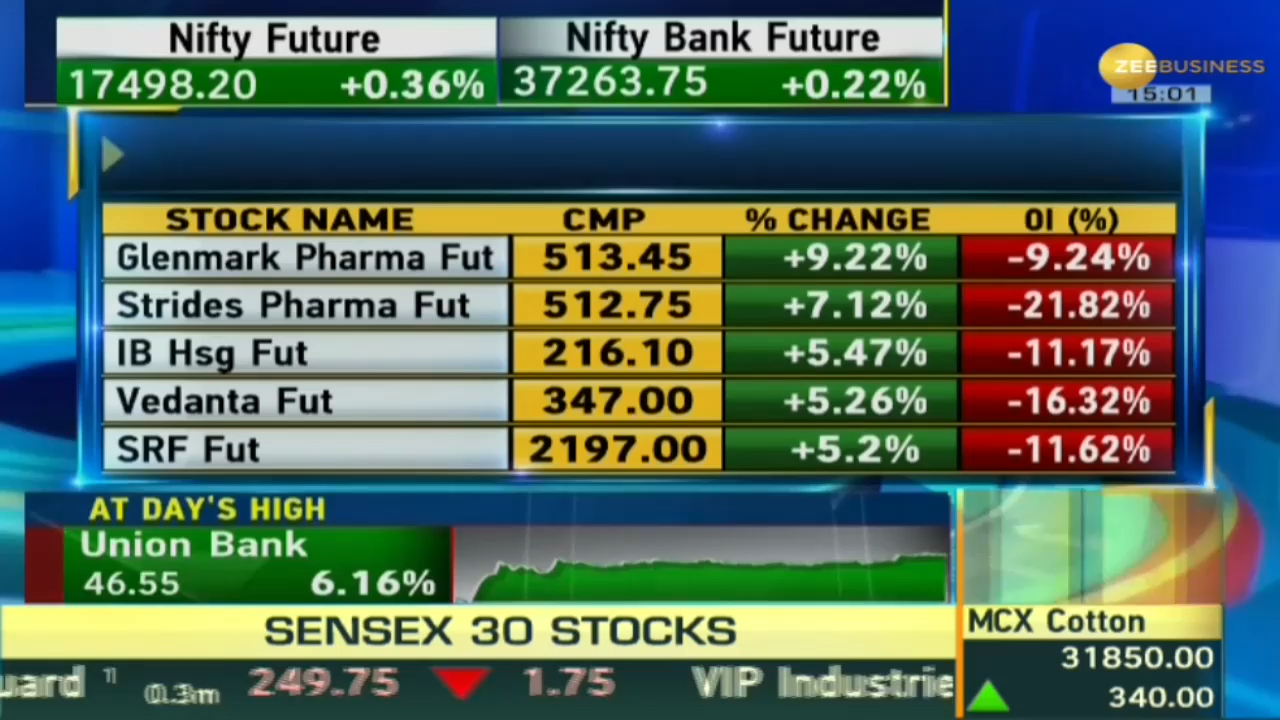 Nifty Future Nifty Bank Future
17498.20 +0.36% 37263.75 +0.22%
ZEEBUSINESS
15:01
STOCK NAME CMP % CHANGE OI (%)
Glenmark Pharma Fut 513.45 +9.22% -9.24%
Strides Pharma Fut 512.75 +7.12% -21.82%
IB Hsg Fut 216.10 +5.47% -11.17%
Vedanta Fut 347.00 +5.26% -16.32%
SRF Fut 2197.00 +5.2% -11.62%
AT DAY'S HIGH
Union Bank
46.55 6.16%
SENSEX 30 STOCKS
MCX Cotton
31850.00
340.00
uard 0.3m 249.75 1.75 VIP Industrie